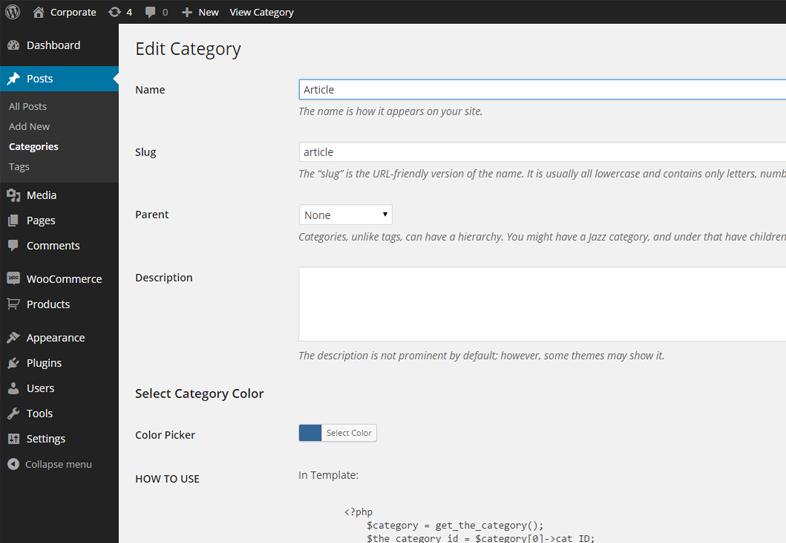 Corporate 4 0 New View Category
Dashboard
Posts
All Posts
Add New
Categories
Tags
Media
Pages
Comments
WooCommerce
Products
Appearance
Plugins
Users
Tools
Settings
Collapse menu
Edit Category
Name
Article
The name is how it appears on your site.
Slug
article
The “slug” is the URL-friendly version of the name. It is usually all lowercase and contains only letters, numb
Parent
None
Categories, unlike tags, can have a hierarchy. You might have a Jazz category, and under that have children
Description
The description is not prominent by default; however, some themes may show it.
Select Category Color
Color Picker
Select Color
HOW TO USE
In Template:
<?php
$category = get_the_category();
$the_category_id = $category[0]->cat_ID;